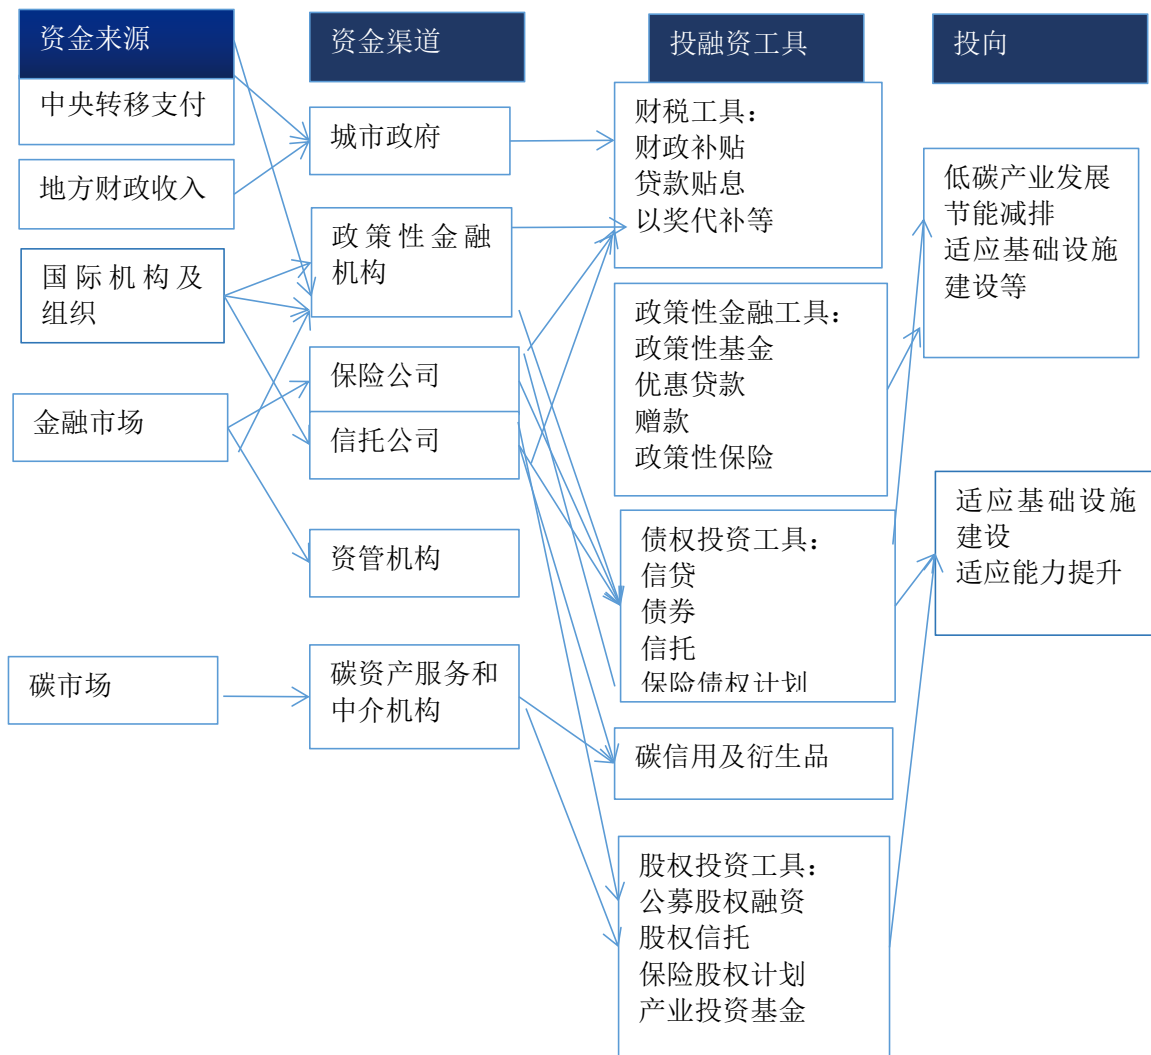 资金来源
中央转移支付
地方财政收入
国际机构及
组织
金融市场
碳市场
资金渠道
城市政府
政策性金融
机构
保险公司
信托公司
资管机构
碳资产服务和
中介机构
投融资工具
财税工具：
财政补贴
贷款贴息
以奖代补等
政策性金融工具：
政策性基金
优惠贷款
赠款
政策性保险
债权投资工具：
信贷
债券
信托
保险债权计划
碳信用及衍生品
股权投资工具：
公募股权融资
股权信托
保险股权计划
产业投资基金
投向
低碳产业发展
节能减排
适应基础设施
建设等
适应基础设施
建设
适应能力提升